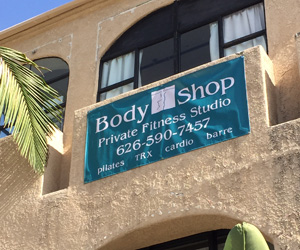 Body Shop
Private Fitness Studio
626-590-7457
pilates TRX cardio barre